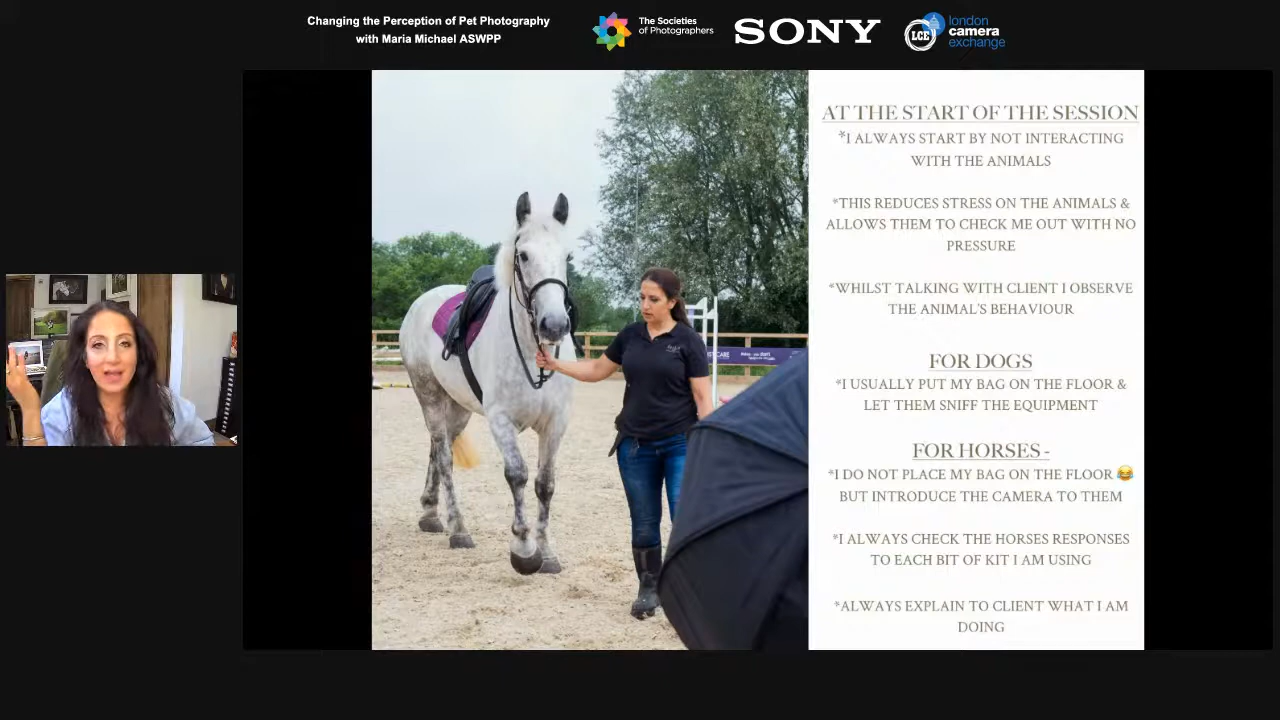 Changing the Perception of Pet Photography
with Maria Michael ASWPP
The Societies
of Photographers
SONY
LCE
london
camera
exchange
AT THE START OF THE SESSION
*I ALWAYS START BY NOT INTERACTING
WITH THE ANIMALS
*THIS REDUCES STRESS ON THE ANIMALS &
ALLOWS THEM TO CHECK ME OUT WITH NO
PRESSURE
*WHILST TALKING WITH CLIENT I OBSERVE
THE ANIMAL'S BEHAVIOUR
FOR DOGS
*I USUALLY PUT MY BAG ON THE FLOOR &
LET THEM SNIFF THE EQUIPMENT
FOR HORSES -
*I DO NOT PLACE MY BAG ON THE FLOOR 😂
BUT INTRODUCE THE CAMERA TO THEM
*I ALWAYS CHECK THE HORSES RESPONSES
TO EACH BIT OF KIT I AM USING
*ALWAYS EXPLAIN TO CLIENT WHAT I AM
DOING